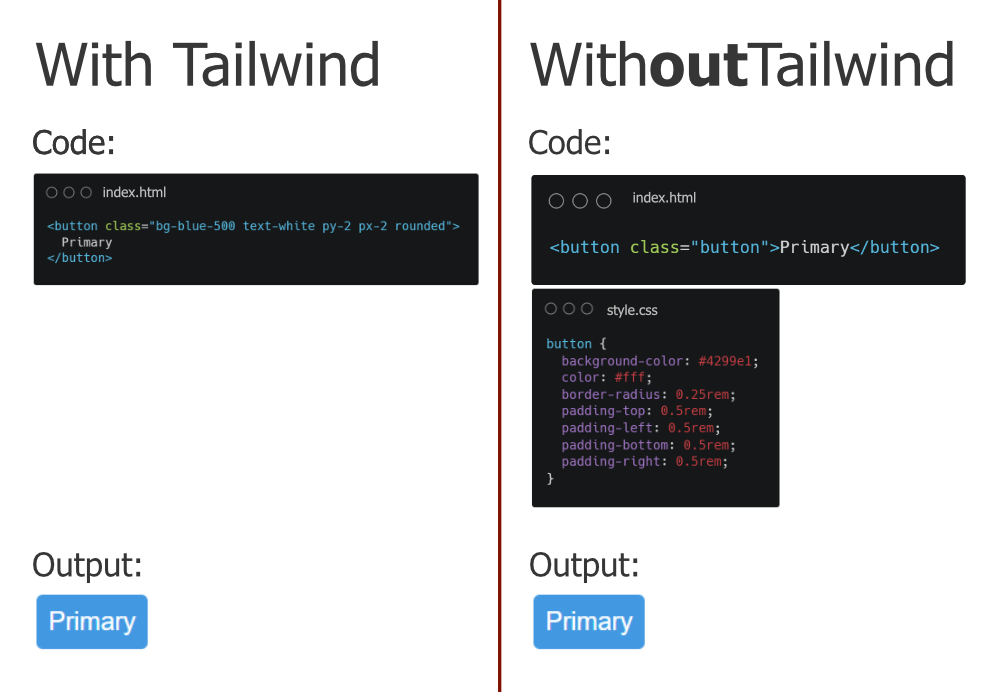 With Tailwind
Code:
index.html
<button class="bg-blue-500 text-white py-2 px-2 rounded">
Primary
</button>
Output:
Primary
WithoutTailwind
Code:
index.html
<button class="button">Primary</button>
style.css
button {
background-color: #4299e1;
color: #fff;
border-radius: 0.25rem;
padding-top: 0.5rem;
padding-left: 0.5rem;
padding-bottom: 0.5rem;
padding-right: 0.5rem;
}
Output:
Primary